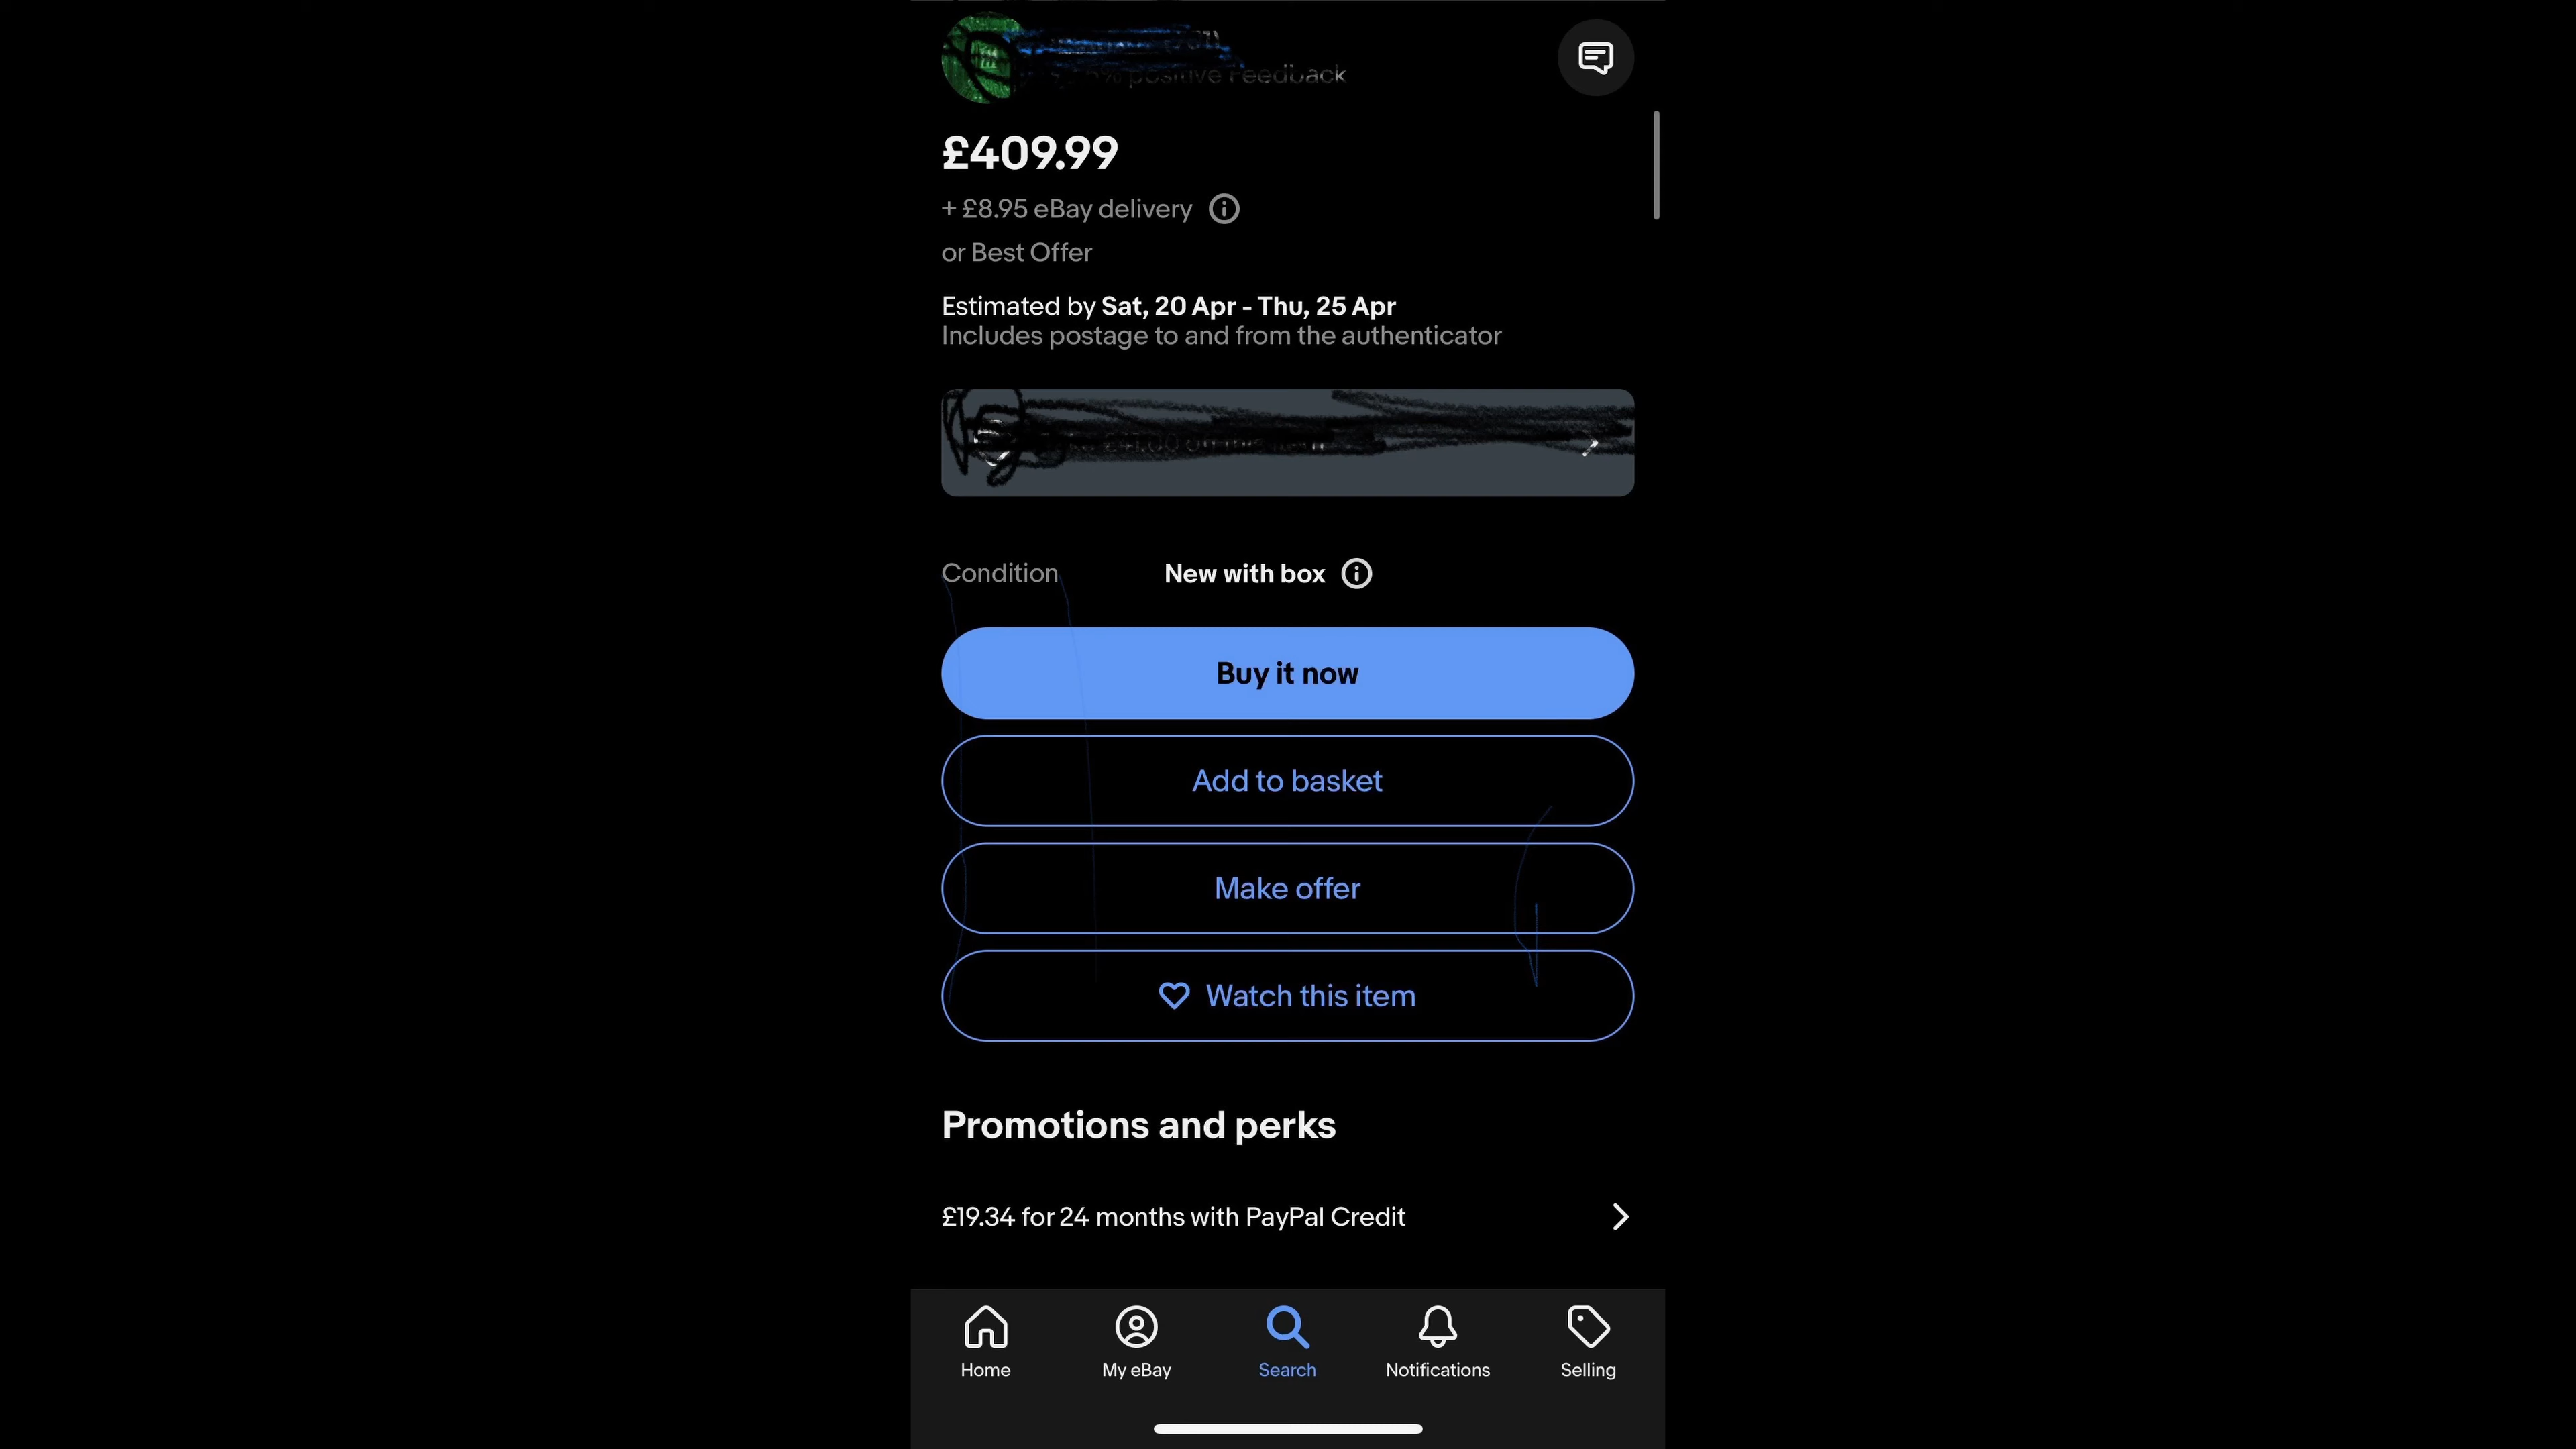 positive Feedback
£409.99
+ £8.95 eBay delivery
or Best Offer
Estimated by Sat, 20 Apr - Thu, 25 Apr
Includes postage to and from the authenticator
Condition New with box
Buy it now
Add to basket
Make offer
Watch this item
Promotions and perks
£19.34 for 24 months with PayPal Credit
Home My eBay Search Notifications Selling